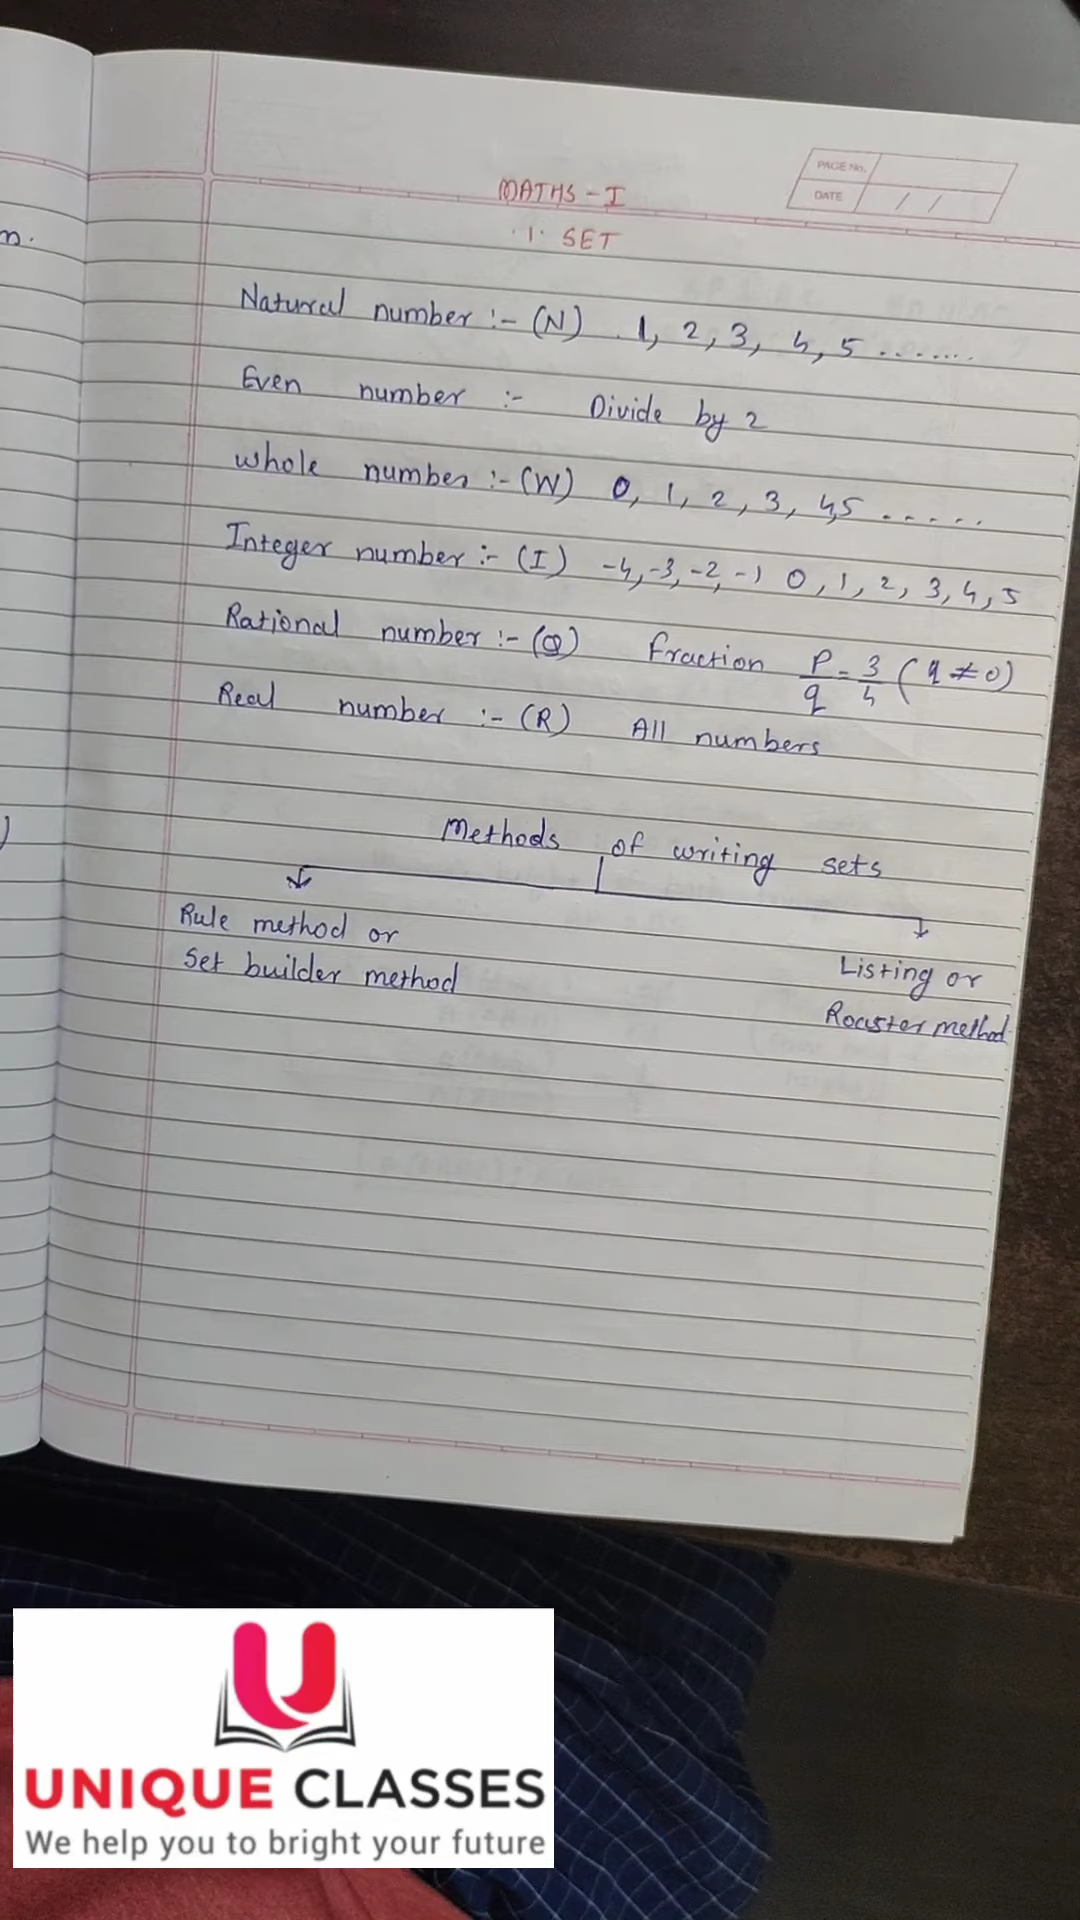 PAGE No.
DATE / /
MATHS - I
1. SET
Natural number :- (N) 1, 2, 3, 4, 5 .......
Even number :- Divide by 2
whole number :- (W) 0, 1, 2, 3, 4,5 .....
Integer number :- (I) -4, -3, -2, -1 0, 1, 2, 3, 4, 5
Rational number :- (Q) fraction P/q = 3/4 (q ≠ 0)
Real number :- (R) All numbers
Methods of writing sets
Rule method or
Set builder method
Listing or
Roaster method
UNIQUE CLASSES
We help you to bright your future